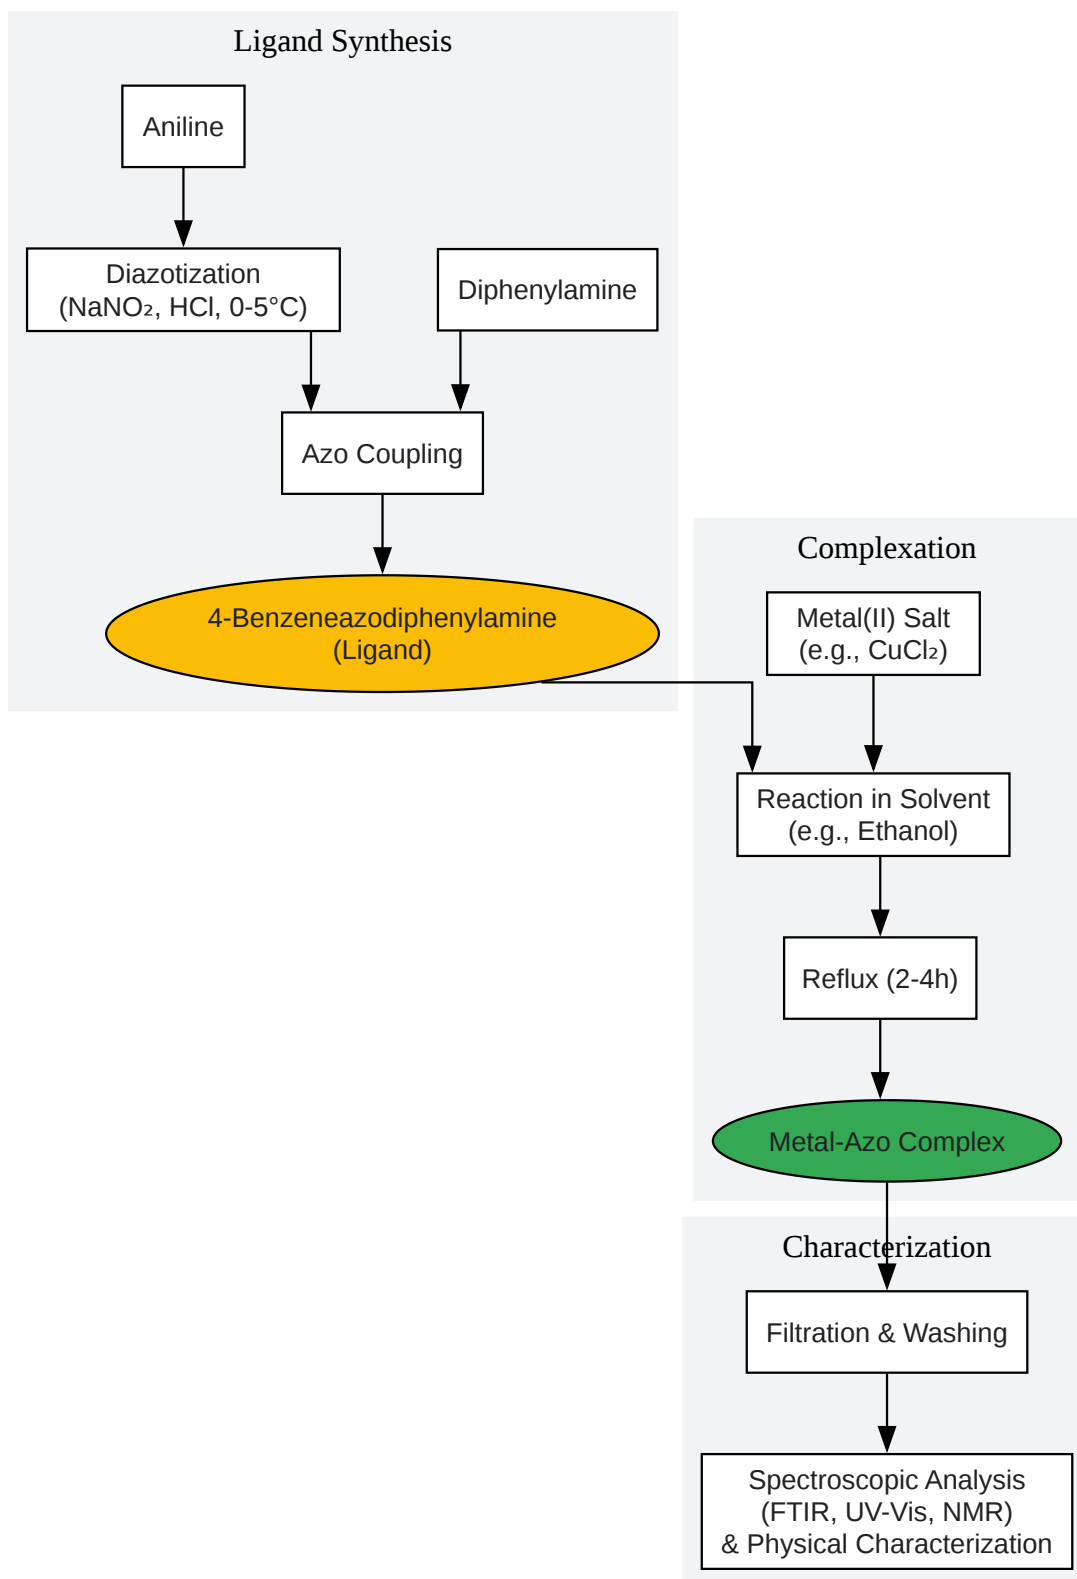 Ligand Synthesis
Aniline
Diazotization
(NaNO₂, HCl, 0-5°C)
Diphenylamine
Azo Coupling
4-Benzeneazodiphenylamine
(Ligand)
Complexation
Metal(II) Salt
(e.g., CuCl₂)
Reaction in Solvent
(e.g., Ethanol)
Reflux (2-4h)
Metal-Azo Complex
Characterization
Filtration & Washing
Spectroscopic Analysis
(FTIR, UV-Vis, NMR)
& Physical Characterization